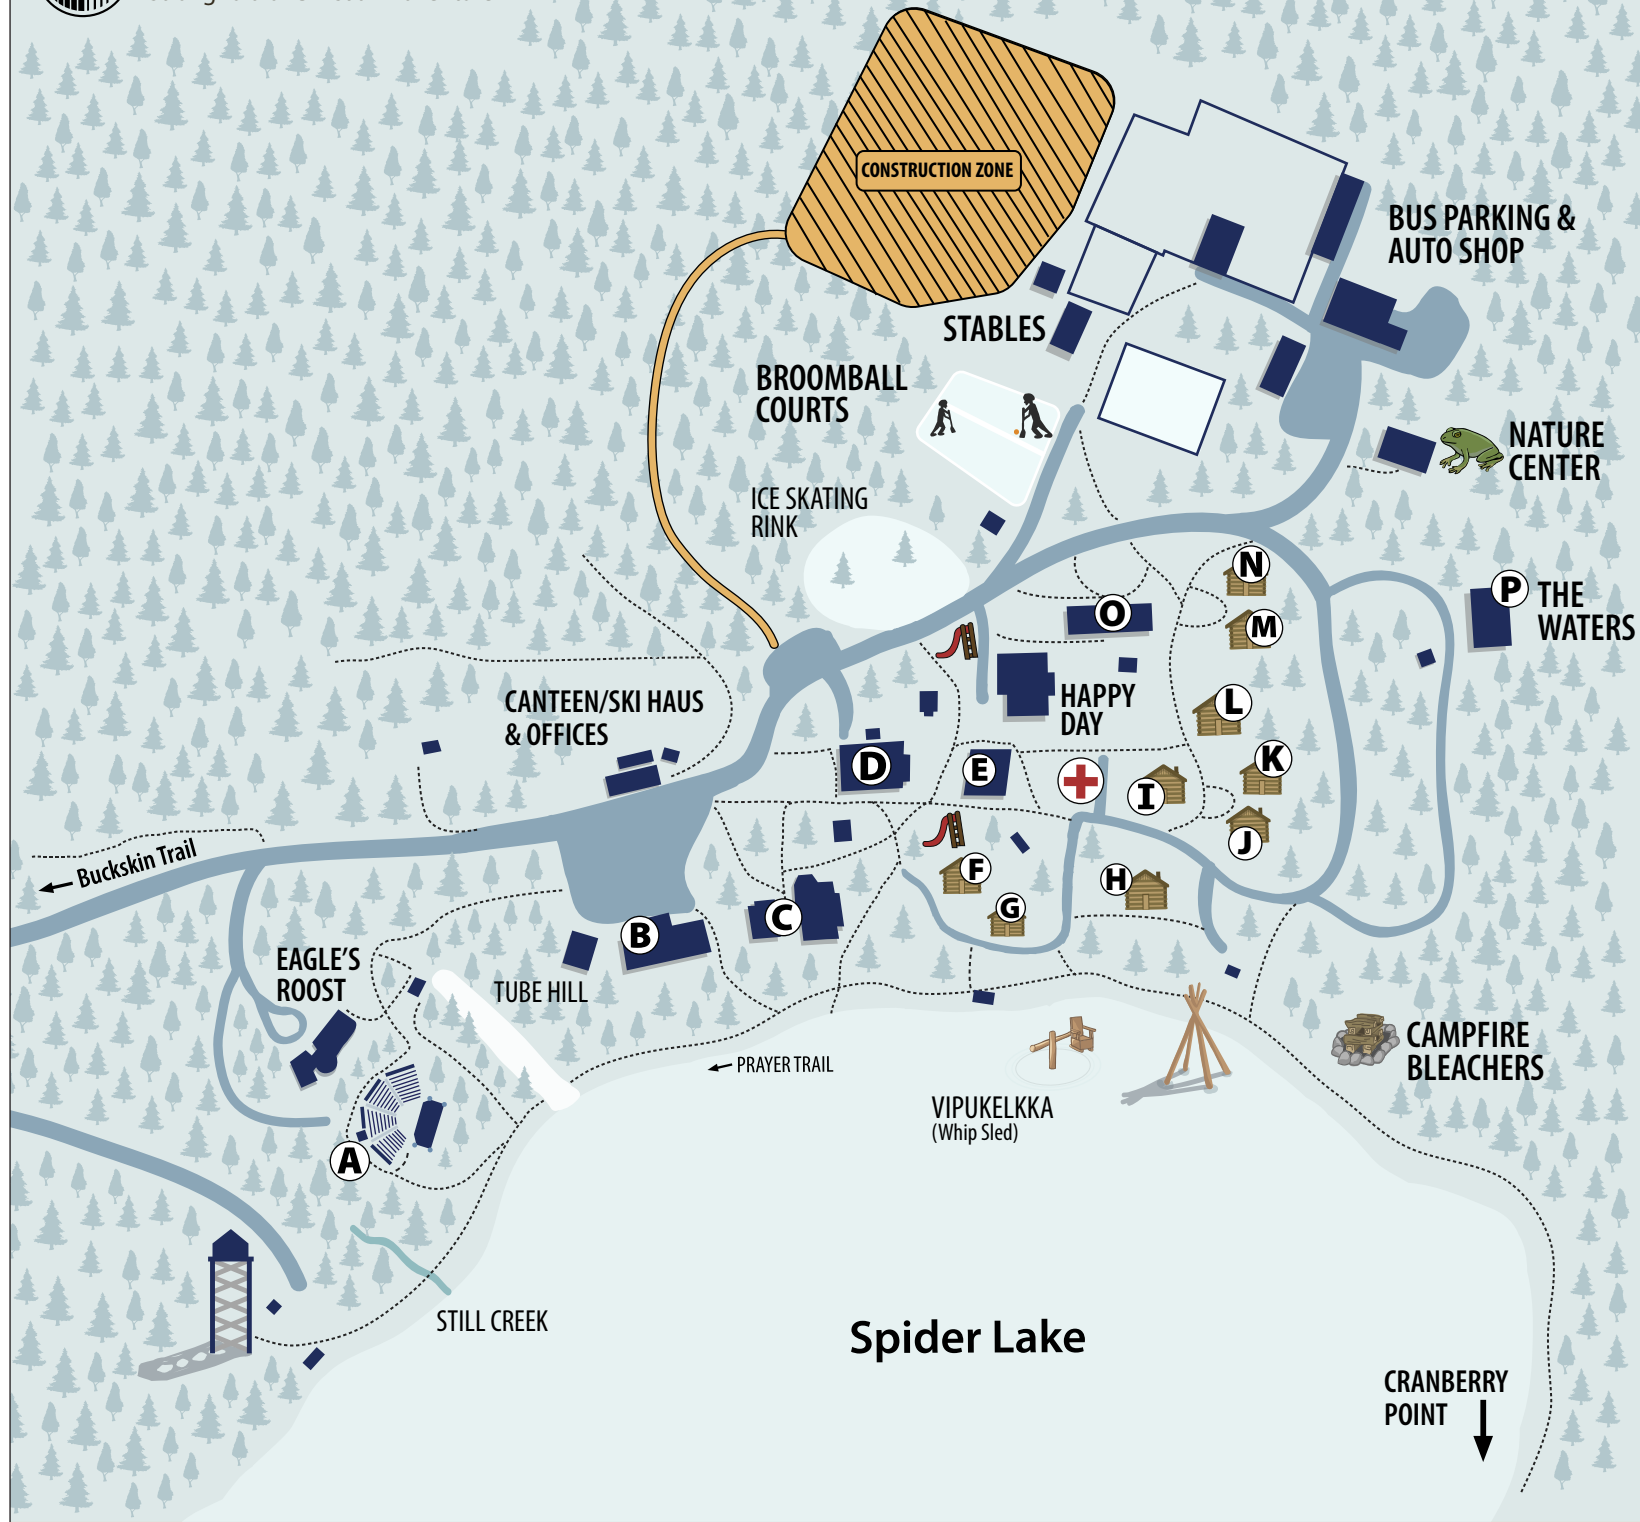 CONSTRUCTION ZONE
BUS PARKING &
AUTO SHOP
STABLES
BROOMBALL
COURTS
NATURE
CENTER
ICE SKATING
RINK
N
P
THE
WATERS
O
M
CANTEEN/SKI HAUS
& OFFICES
HAPPY
DAY
L
D
E
K
I
J
Buckskin Trail
F
H
G
C
B
EAGLE'S
ROOST
TUBE HILL
CAMPFIRE
BLEACHERS
PRAYER TRAIL
VIPUKELKKA
(Whip Sled)
A
STILL CREEK
Spider Lake
CRANBERRY
POINT